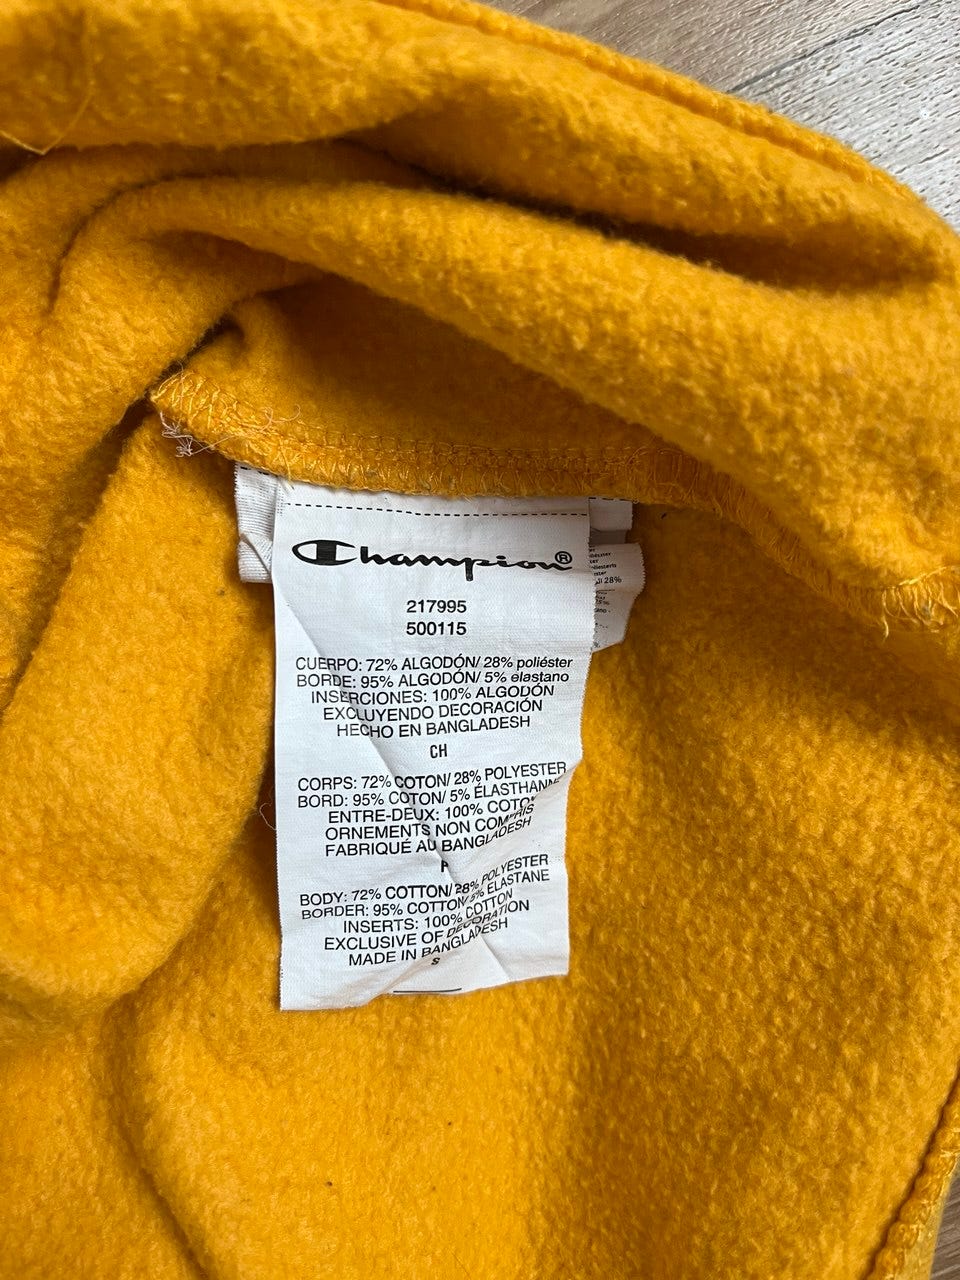 Champion®
217995
500115
CUERPO: 72% ALGODÓN/ 28% poliéster
BORDE: 95% ALGODÓN/ 5% elastano
INSERCIONES: 100% ALGODÓN
EXCLUYENDO DECORACIÓN
HECHO EN BANGLADESH
CH
CORPS: 72% COTON/ 28% POLYESTER
BORD: 95% COTON/ 5% ÉLASTHANNE
ENTRE-DEUX: 100% COTON
ORNEMENTS NON COMPRIS
FABRIQUÉ AU BANGLADESH
P
BODY: 72% COTTON/ 28% POLYESTER
BORDER: 95% COTTON/ 5% ELASTANE
INSERTS: 100% COTTON
EXCLUSIVE OF DECORATION
MADE IN BANGLADESH
S
28%